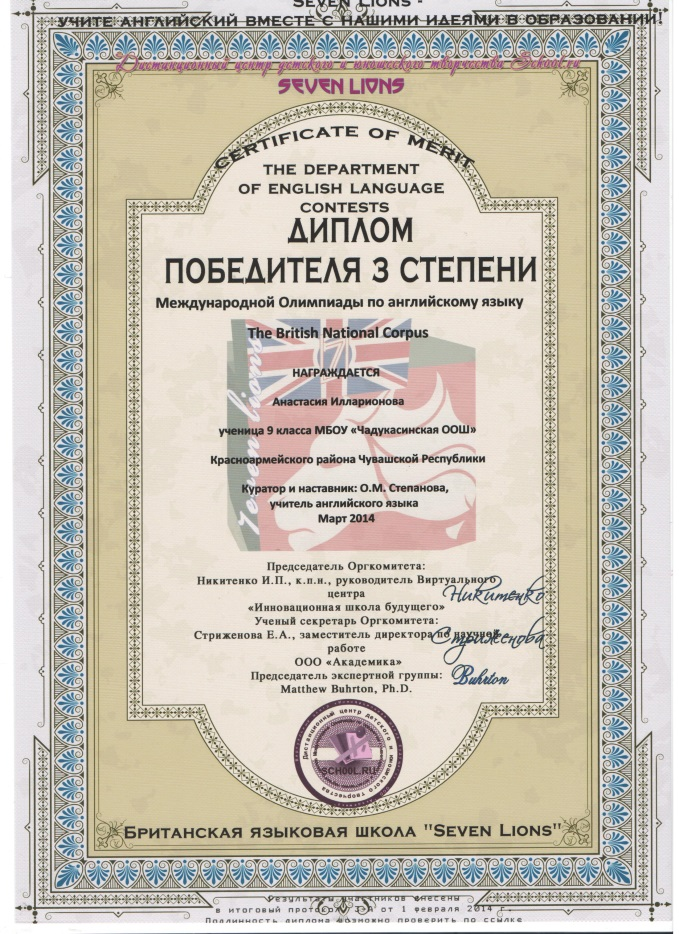 SEVEN LIONS -
УЧИТЕ АНГЛИЙСКИЙ ВМЕСТЕ С НАШИМИ ИДЕЯМИ В ОБРАЗОВАНИИ!
Дистанционный центр детского и юношеского творчества School.ru
SEVEN LIONS
CERTIFICATE OF MERIT
THE DEPARTMENT
OF ENGLISH LANGUAGE
CONTESTS
ДИПЛОМ
ПОБЕДИТЕЛЯ 3 СТЕПЕНИ
Международной Олимпиады по английскому языку
The British National Corpus
НАГРАЖДАЕТСЯ
Анастасия Илларионова
ученица 9 класса МБОУ «Чадукасинская ООШ»
Красноармейского района Чувашской Республики
Куратор и наставник: О.М. Степанова,
учитель английского языка
Март 2014
Seven lions
Председатель Оргкомитета:
Никитенко И.П., к.п.н., руководитель Виртуального
центра
«Инновационная школа будущего»
Никитенко
Ученый секретарь Оргкомитета:
Стриженова Е.А., заместитель директора по научной
работе
ООО «Академика»
Стриженова
Председатель экспертной группы:
Matthew Buhrton, Ph.D.
Buhrton
Дистанционный центр детского и юношеского творчества
SCHOOL.RU
БРИТАНСКАЯ ЯЗЫКОВАЯ ШКОЛА "SEVEN LIONS"
Результаты участников внесены
в итоговый протокол от 1 февраля 2014 г.
Подлинность диплома возможно проверить по ссылке